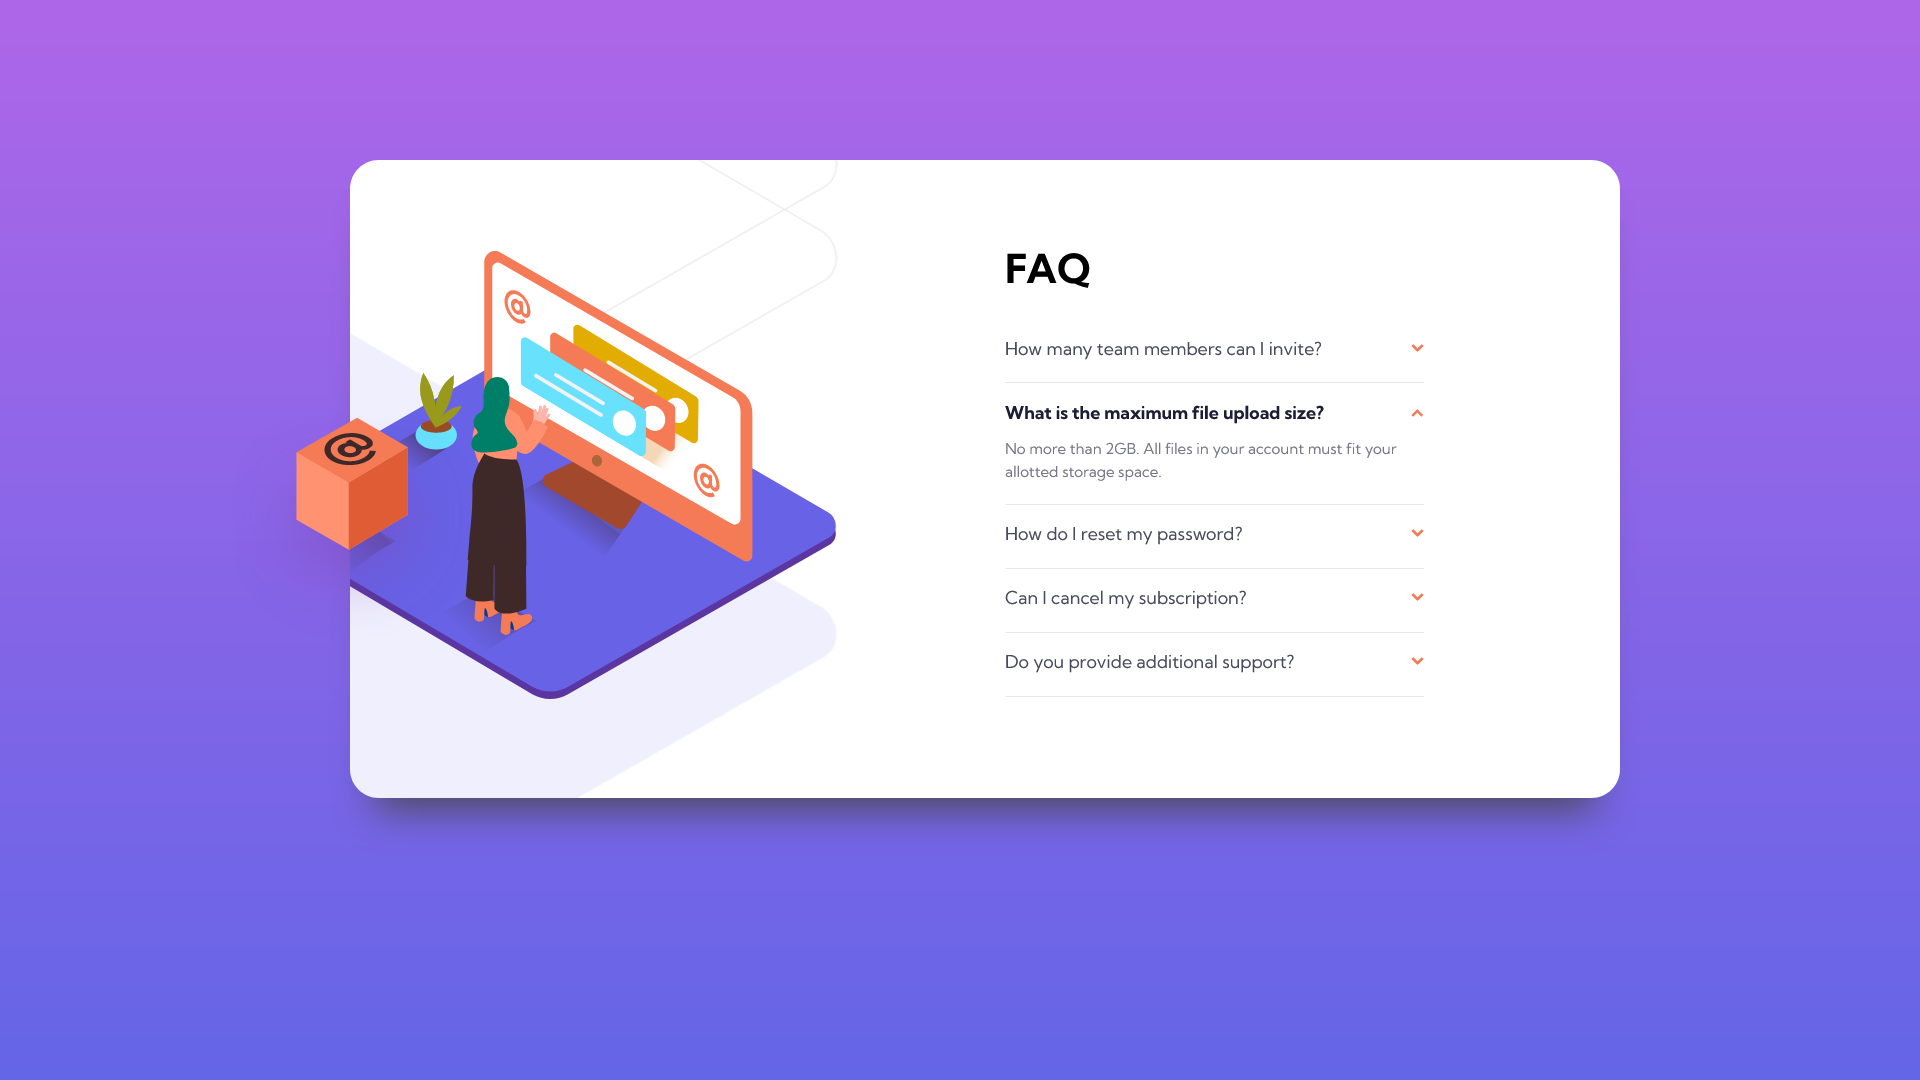 FAQ
How many team members can I invite?
What is the maximum file upload size?
No more than 2GB. All files in your account must fit your
allotted storage space.
How do I reset my password?
Can I cancel my subscription?
Do you provide additional support?
@
@
@